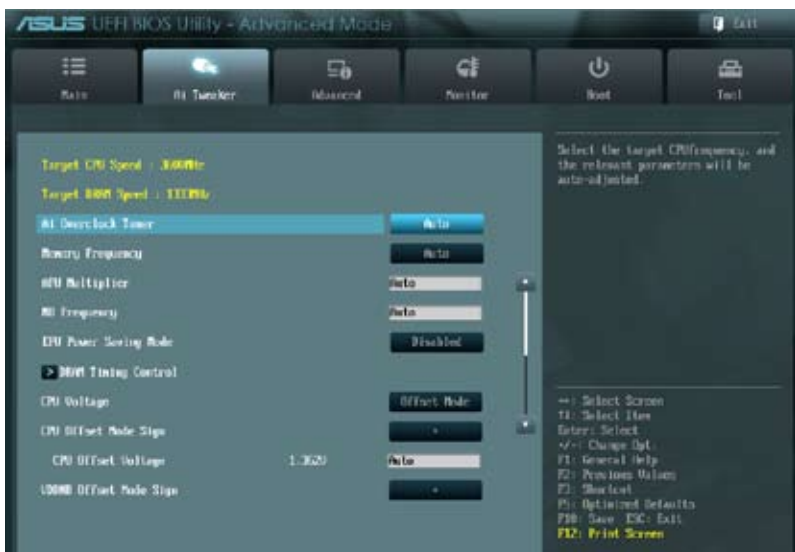 ASUS UEFI BIOS Utility - Advanced Mode
Exit
Main
Ai Tweaker
Advanced
Monitor
Boot
Tool
Target CPU Speed :
Target DRAM Speed :
Ai Overclock Tuner
Auto
Memory Frequency
Auto
Multiplier
Auto
NB Frequency
Auto
EPU Power Saving Mode
Disabled
> DRAM Timing Control
CPU Voltage
Offset Mode
CPU Offset Mode Sign
+
CPU Offset Voltage
Auto
VDDNB Offset Mode Sign
+
Select the target CPU frequency, and
the relevant parameters will be
auto-adjusted.
Select Screen
Select Item
Enter: Select
+/-: Change Opt.
F1: General Help
F2: Previous Values
F3: Shortcut
F5: Optimized Defaults
F10: Save ESC: Exit
F12: Print Screen